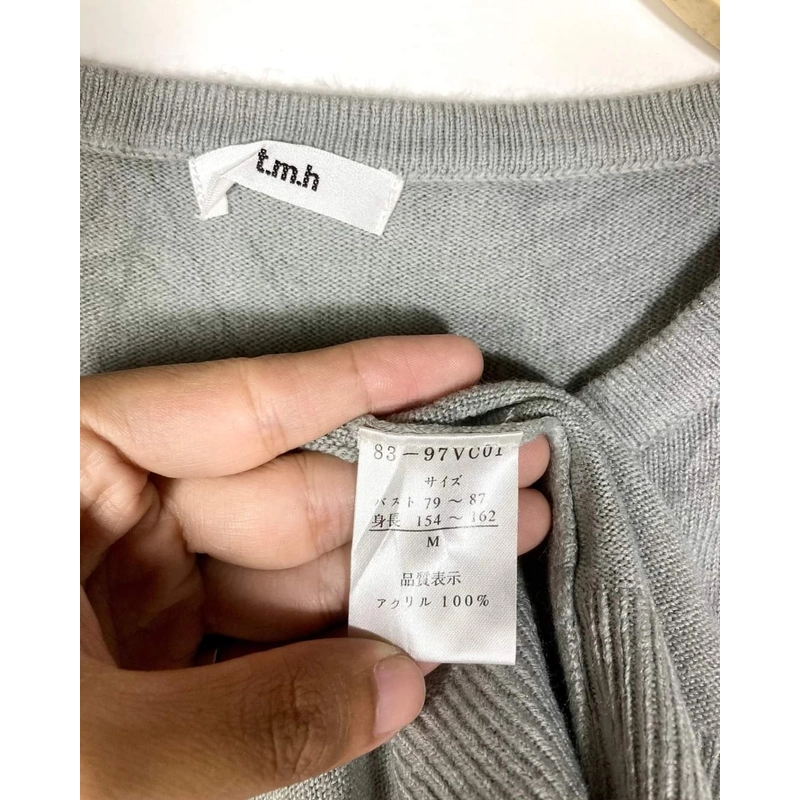 t.m.h
83-97VC01
サイズ
バスト 79～87
身長 154～162
M
品質表示
アクリル 100%